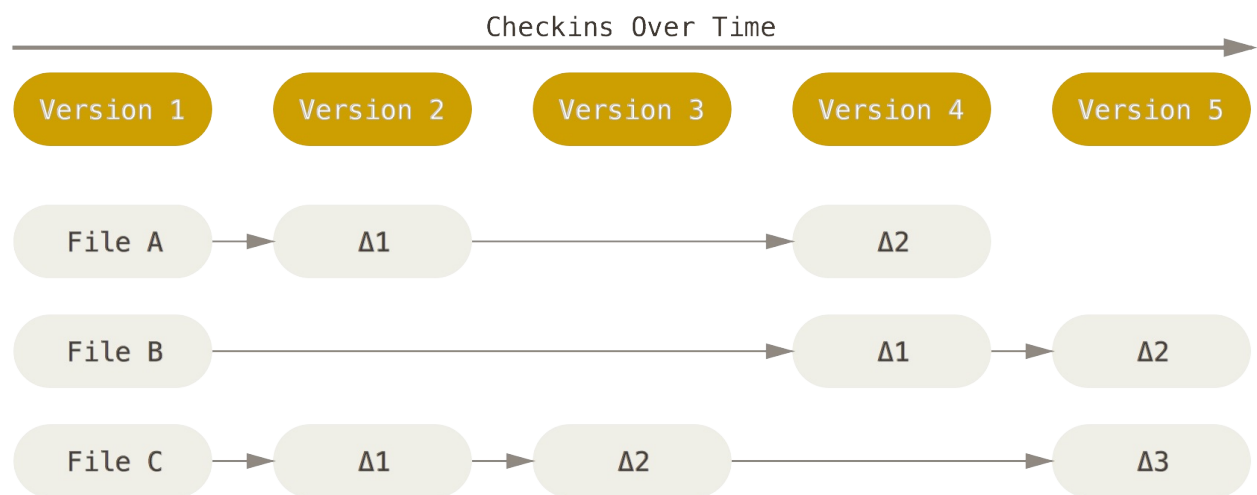 Checkins Over Time
Version 1 Version 2 Version 3 Version 4 Version 5
File A Δ1 Δ2
File B Δ1 Δ2
File C Δ1 Δ2 Δ3